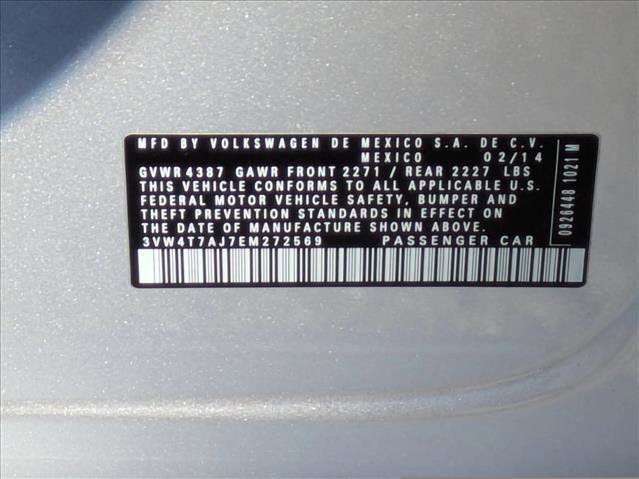 MFD BY VOLKSWAGEN DE MEXICO S.A. DE C.V.
MEXICO 02/14
GVWR 4387 GAWR FRONT 2271 / REAR 2227 LBS
THIS VEHICLE CONFORMS TO ALL APPLICABLE U.S.
FEDERAL MOTOR VEHICLE SAFETY, BUMPER AND
THEFT PREVENTION STANDARDS IN EFFECT ON
THE DATE OF MANUFACTURE SHOWN ABOVE.
3VW4T7AJ7EM272569 PASSENGER CAR
0926448 1021 M